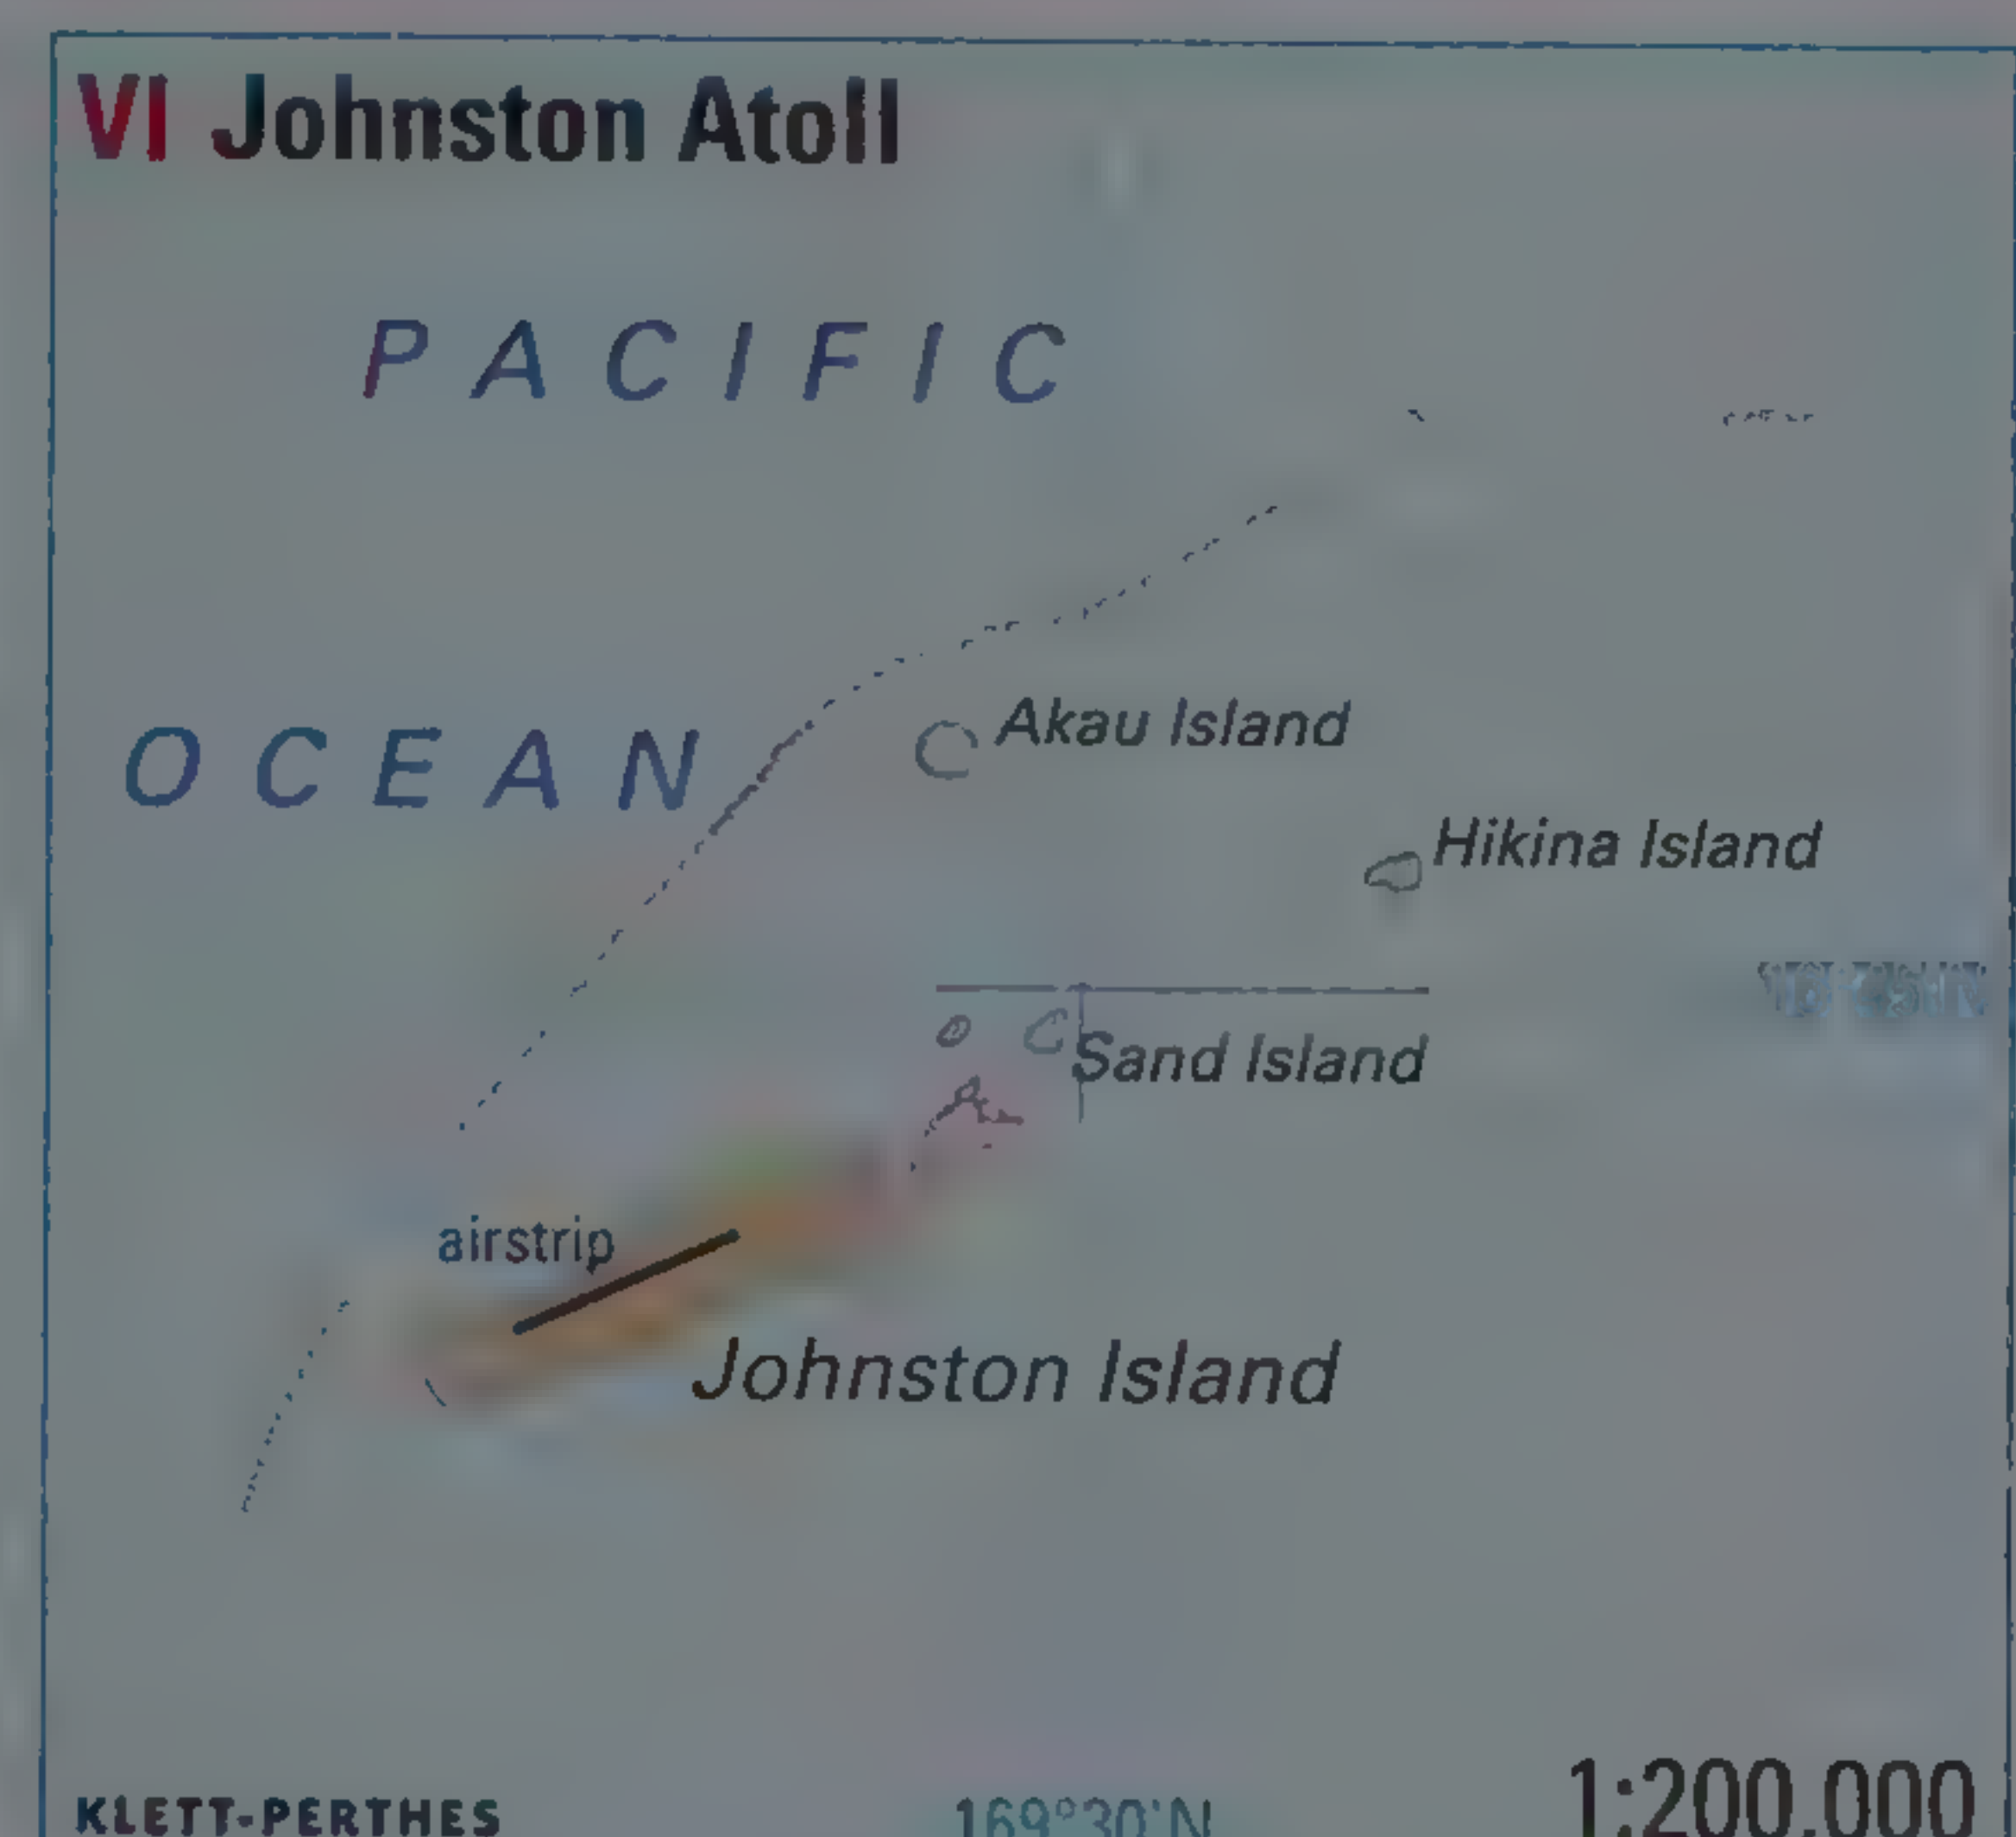 VI Johnston Atoll
PACIFIC
OCEAN
Akau Island
Hikina Island
Sand Island
airstrip
Johnston Island
KLETT-PERTHES
169°30'N
1:200,000